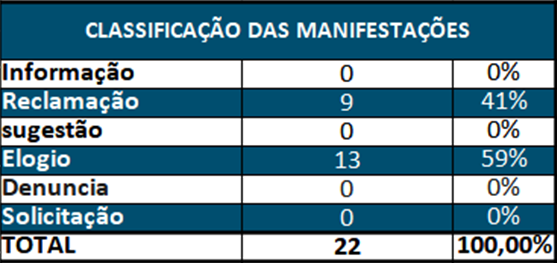 CLASSIFICAÇÃO DAS MANIFESTAÇÕES
Informação 0 0%
Reclamação 9 41%
sugestão 0 0%
Elogio 13 59%
Denuncia 0 0%
Solicitação 0 0%
TOTAL 22 100,00%